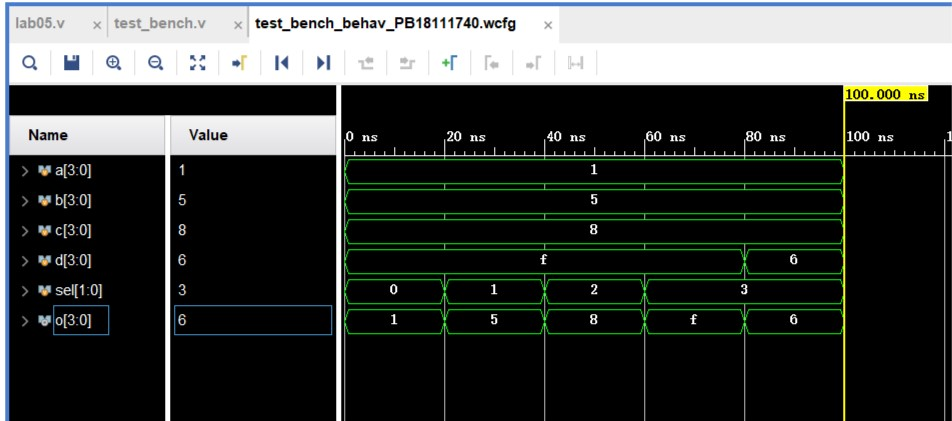 lab05.v × test_bench.v × test_bench_behav_PB18111740.wcfg ×
100.000 ns
Name Value 0 ns 20 ns 40 ns 60 ns 80 ns 100 ns 1
a[3:0] 1 1
b[3:0] 5 5
c[3:0] 8 8
d[3:0] 6 f 6
sel[1:0] 3 0 1 2 3
o[3:0] 6 1 5 8 f 6